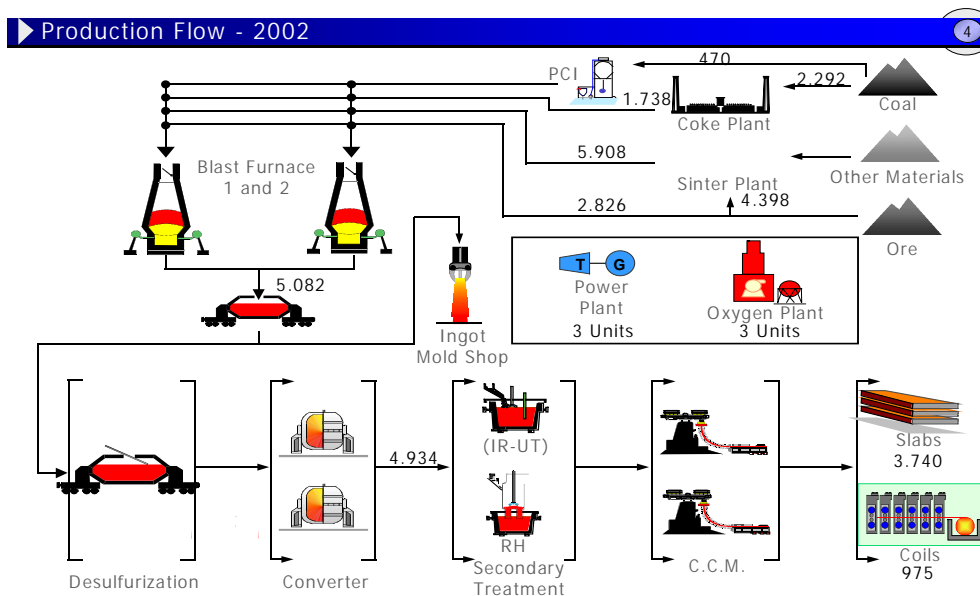 Production Flow - 2002
4
470
PCI
2.292
1.738
Coal
Coke Plant
Blast Furnace
1 and 2
5.908
Other Materials
Sinter Plant
2.826
4.398
Ore
5.082
T
G
Power
Plant
3 Units
Oxygen Plant
3 Units
Ingot
Mold Shop
(IR-UT)
4.934
Slabs
3.740
RH
Coils
975
Desulfurization
Converter
Secondary
Treatment
C.C.M.